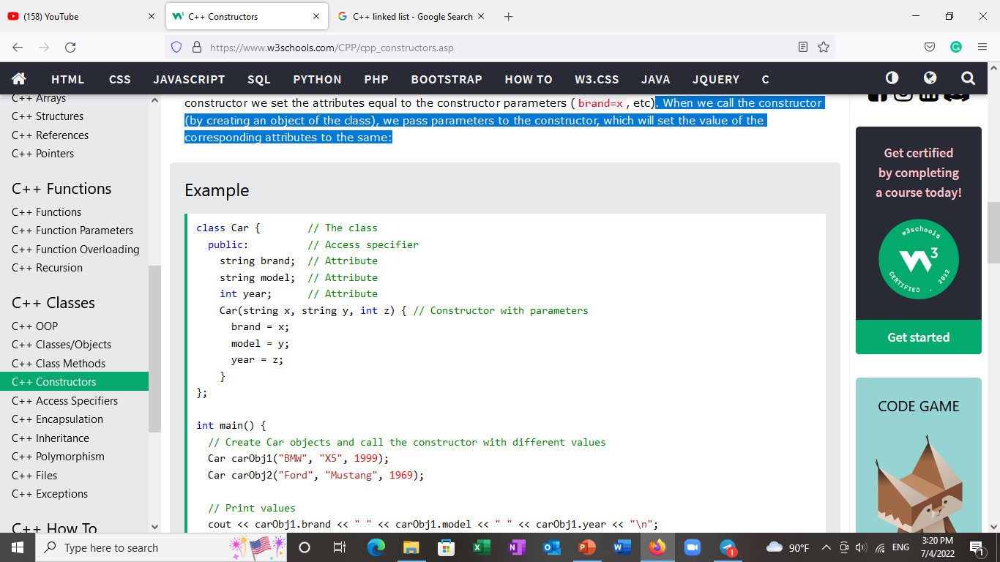 (158) YouTube
C++ Constructors
C++ linked list - Google Search
https://www.w3schools.com/CPP/cpp_constructors.asp
HTML CSS JAVASCRIPT SQL PYTHON PHP BOOTSTRAP HOW TO W3.CSS JAVA JQUERY C
C++ Arrays
C++ Structures
C++ References
C++ Pointers
C++ Functions
C++ Functions
C++ Function Parameters
C++ Function Overloading
C++ Recursion
C++ Classes
C++ OOP
C++ Classes/Objects
C++ Class Methods
C++ Constructors
C++ Access Specifiers
C++ Encapsulation
C++ Inheritance
C++ Polymorphism
C++ Files
C++ Exceptions
C++ How To
constructor we set the attributes equal to the constructor parameters ( brand=x , etc). When we call the constructor
(by creating an object of the class), we pass parameters to the constructor, which will set the value of the
corresponding attributes to the same:
Example
class Car { // The class
public: // Access specifier
string brand; // Attribute
string model; // Attribute
int year; // Attribute
Car(string x, string y, int z) { // Constructor with parameters
brand = x;
model = y;
year = z;
}
};
int main() {
// Create Car objects and call the constructor with different values
Car carObj1("BMW", "X5", 1999);
Car carObj2("Ford", "Mustang", 1969);
// Print values
cout << carObj1.brand << " " << carObj1.model << " " << carObj1.year << "\n";
Get certified
by completing
a course today!
w3schools
3
CERTIFIED . 2022
Get started
CODE GAME
Type here to search
1
90°F
ENG
3:20 PM
7/4/2022
1